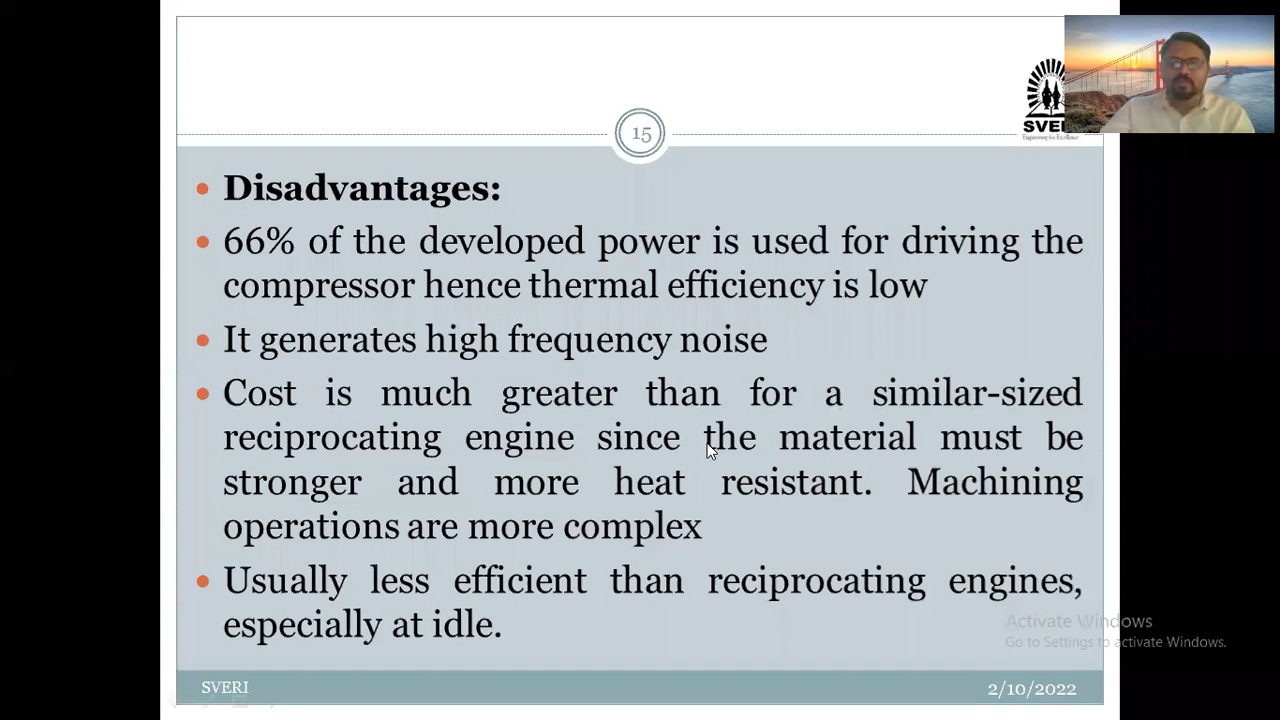 15
SVERI
Engineering for Excellence
Disadvantages:
66% of the developed power is used for driving the
compressor hence thermal efficiency is low
It generates high frequency noise
Cost is much greater than for a similar-sized
reciprocating engine since the material must be
stronger and more heat resistant. Machining
operations are more complex
Usually less efficient than reciprocating engines,
especially at idle.
Activate Windows
Go to Settings to activate Windows.
SVERI
2/10/2022